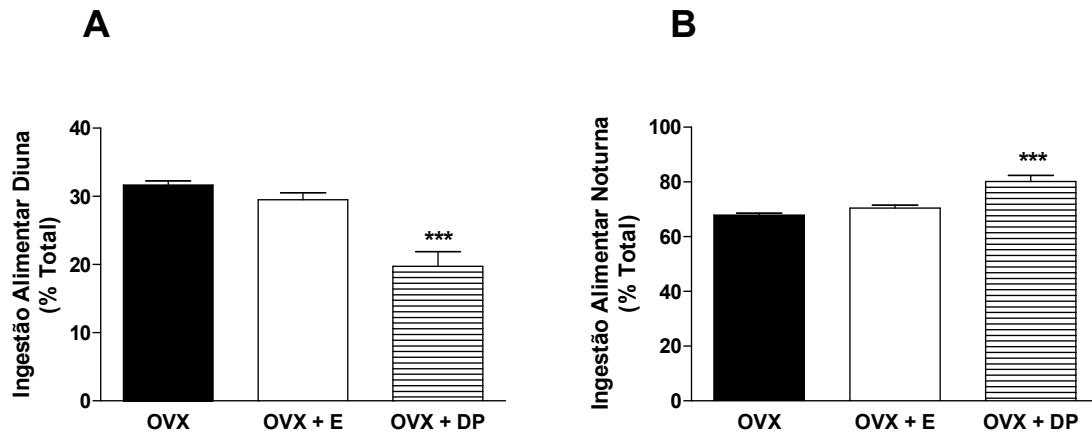 A
Ingestão Alimentar Diuna
(% Total)
40
30
20
10
0
***
OVX
OVX + E
OVX + DP
B
Ingestão Alimentar Noturna
(% Total)
100
80
60
40
20
0
***
OVX
OVX + E
OVX + DP